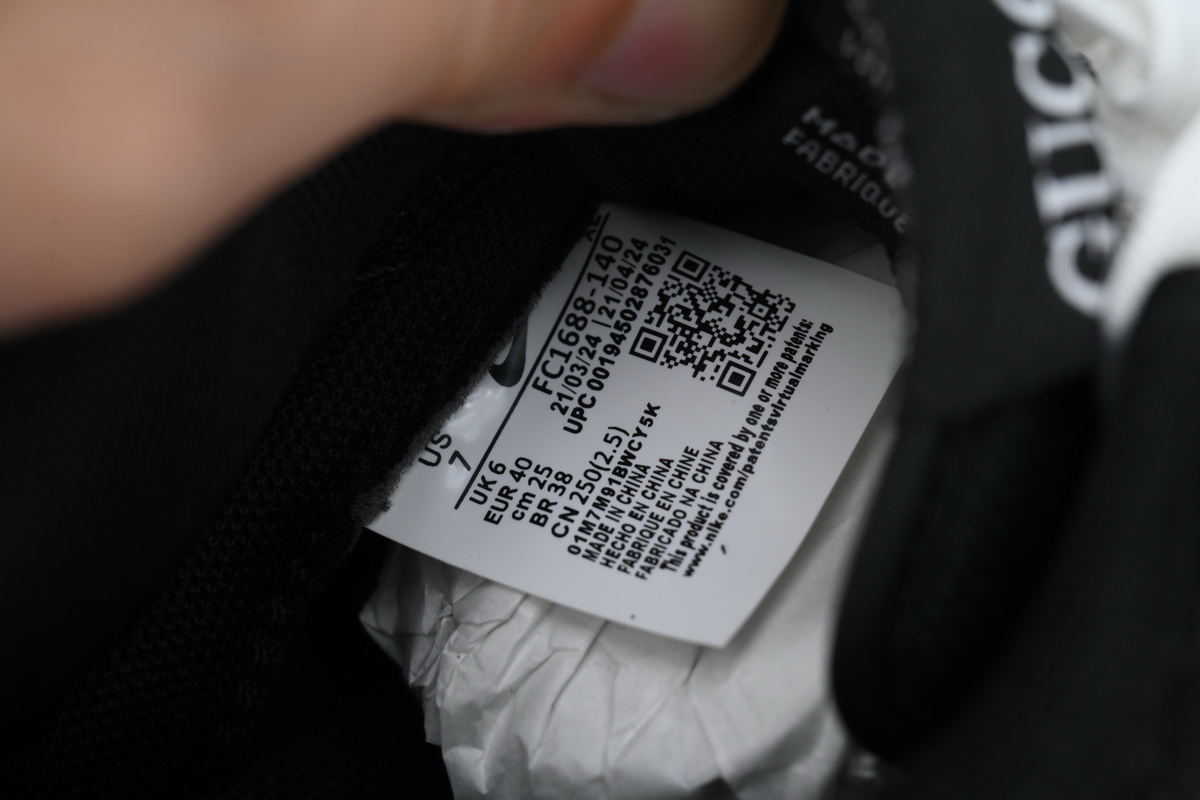 US
7
FC1688-140
21/03/24 | 21/04/24
UPC 00194502876031
UK 6
EUR 40
cm 25
BR 38
CN 250(2.5)
01M7M91BWCY5K
MADE IN CHINA
HECHO EN CHINA
FABRIQUE EN CHINE
FABRICADO NA CHINA
This product is covered by one or more patents:
www.nike.com/patentsvirtualmarking
MADE
FABRIQUE